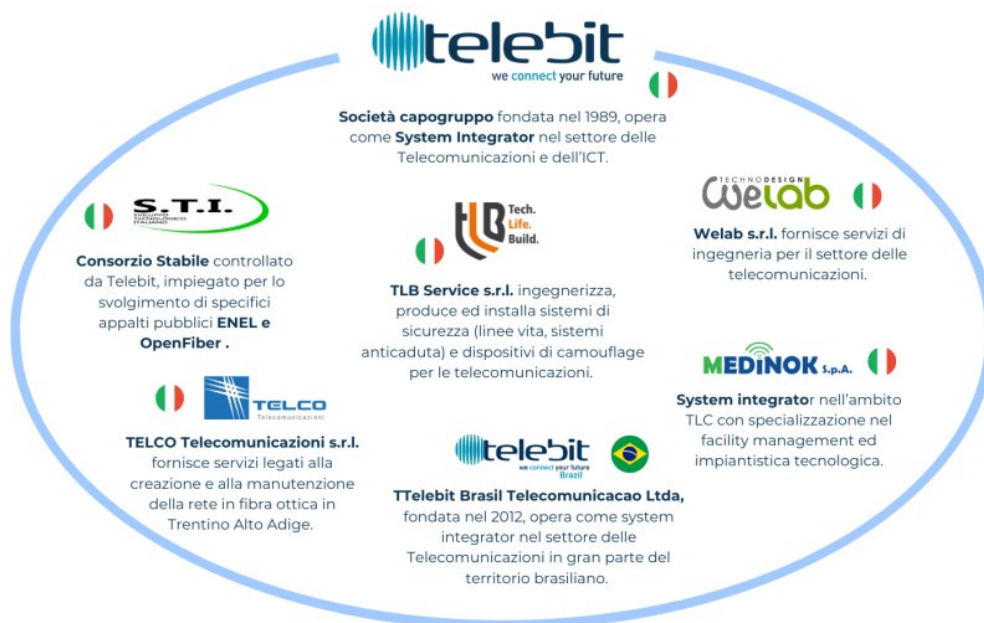 telebit
we connect your future
Società capogruppo fondata nel 1989, opera
come System Integrator nel settore delle
Telecomunicazioni e dell'ICT.
S.T.I.
SVILUPPO
TECNOLOGICO
ITALIANO
Consorzio Stabile controllato
da Telebit, impiegato per lo
svolgimento di specifici
appalti pubblici ENEL e
OpenFiber .
tLB
Tech.
Life.
Build.
TLB Service s.r.l. ingegnerizza,
produce ed installa sistemi di
sicurezza (linee vita, sistemi
anticaduta) e dispositivi di camouflage
per le telecomunicazioni.
TECHNODESIGN
welab
Welab s.r.l. fornisce servizi di
ingegneria per il settore delle
telecomunicazioni.
TELCO
Telecomunicazioni
TELCO Telecomunicazioni s.r.l.
fornisce servizi legati alla
creazione e alla manutenzione
della rete in fibra ottica in
Trentino Alto Adige.
telebit
we connect your future
Brazil
TTelebit Brasil Telecomunicacao Ltda,
fondata nel 2012, opera come system
integrator nel settore delle
Telecomunicazioni in gran parte del
territorio brasiliano.
MEDINOK S.p.A.
System integrator nell'ambito
TLC con specializzazione nel
facility management ed
impiantistica tecnologica.